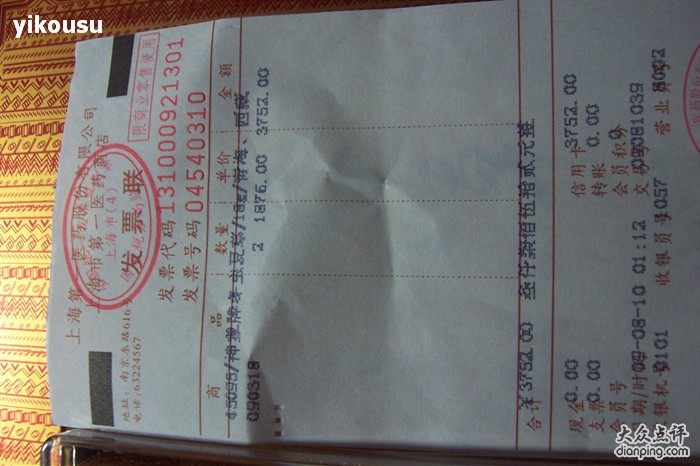 yikousu
上海第一医药股份有限公司
上海市第一医药商店
上海市(4)
发票联
限商业零售使用
发票代码 131000921301
发票号码 04540310
地址: 南京东路616号
电话: 63224567
商 品 数量 单价 金额
45095/神象牌冬虫夏草/18g/青海、西藏
090318 2 1876.00 3752.00
合计 ¥3752.00 叁仟柒佰伍拾贰元整
现金 0.00 信用卡 3752.00
支票 0.00 转账 0.00
会员号 会员积分 0
日期/时间 09-08-10 01:12 交易号
收银机 0101 收银员号 057 营业员
大众点评
dianping.com